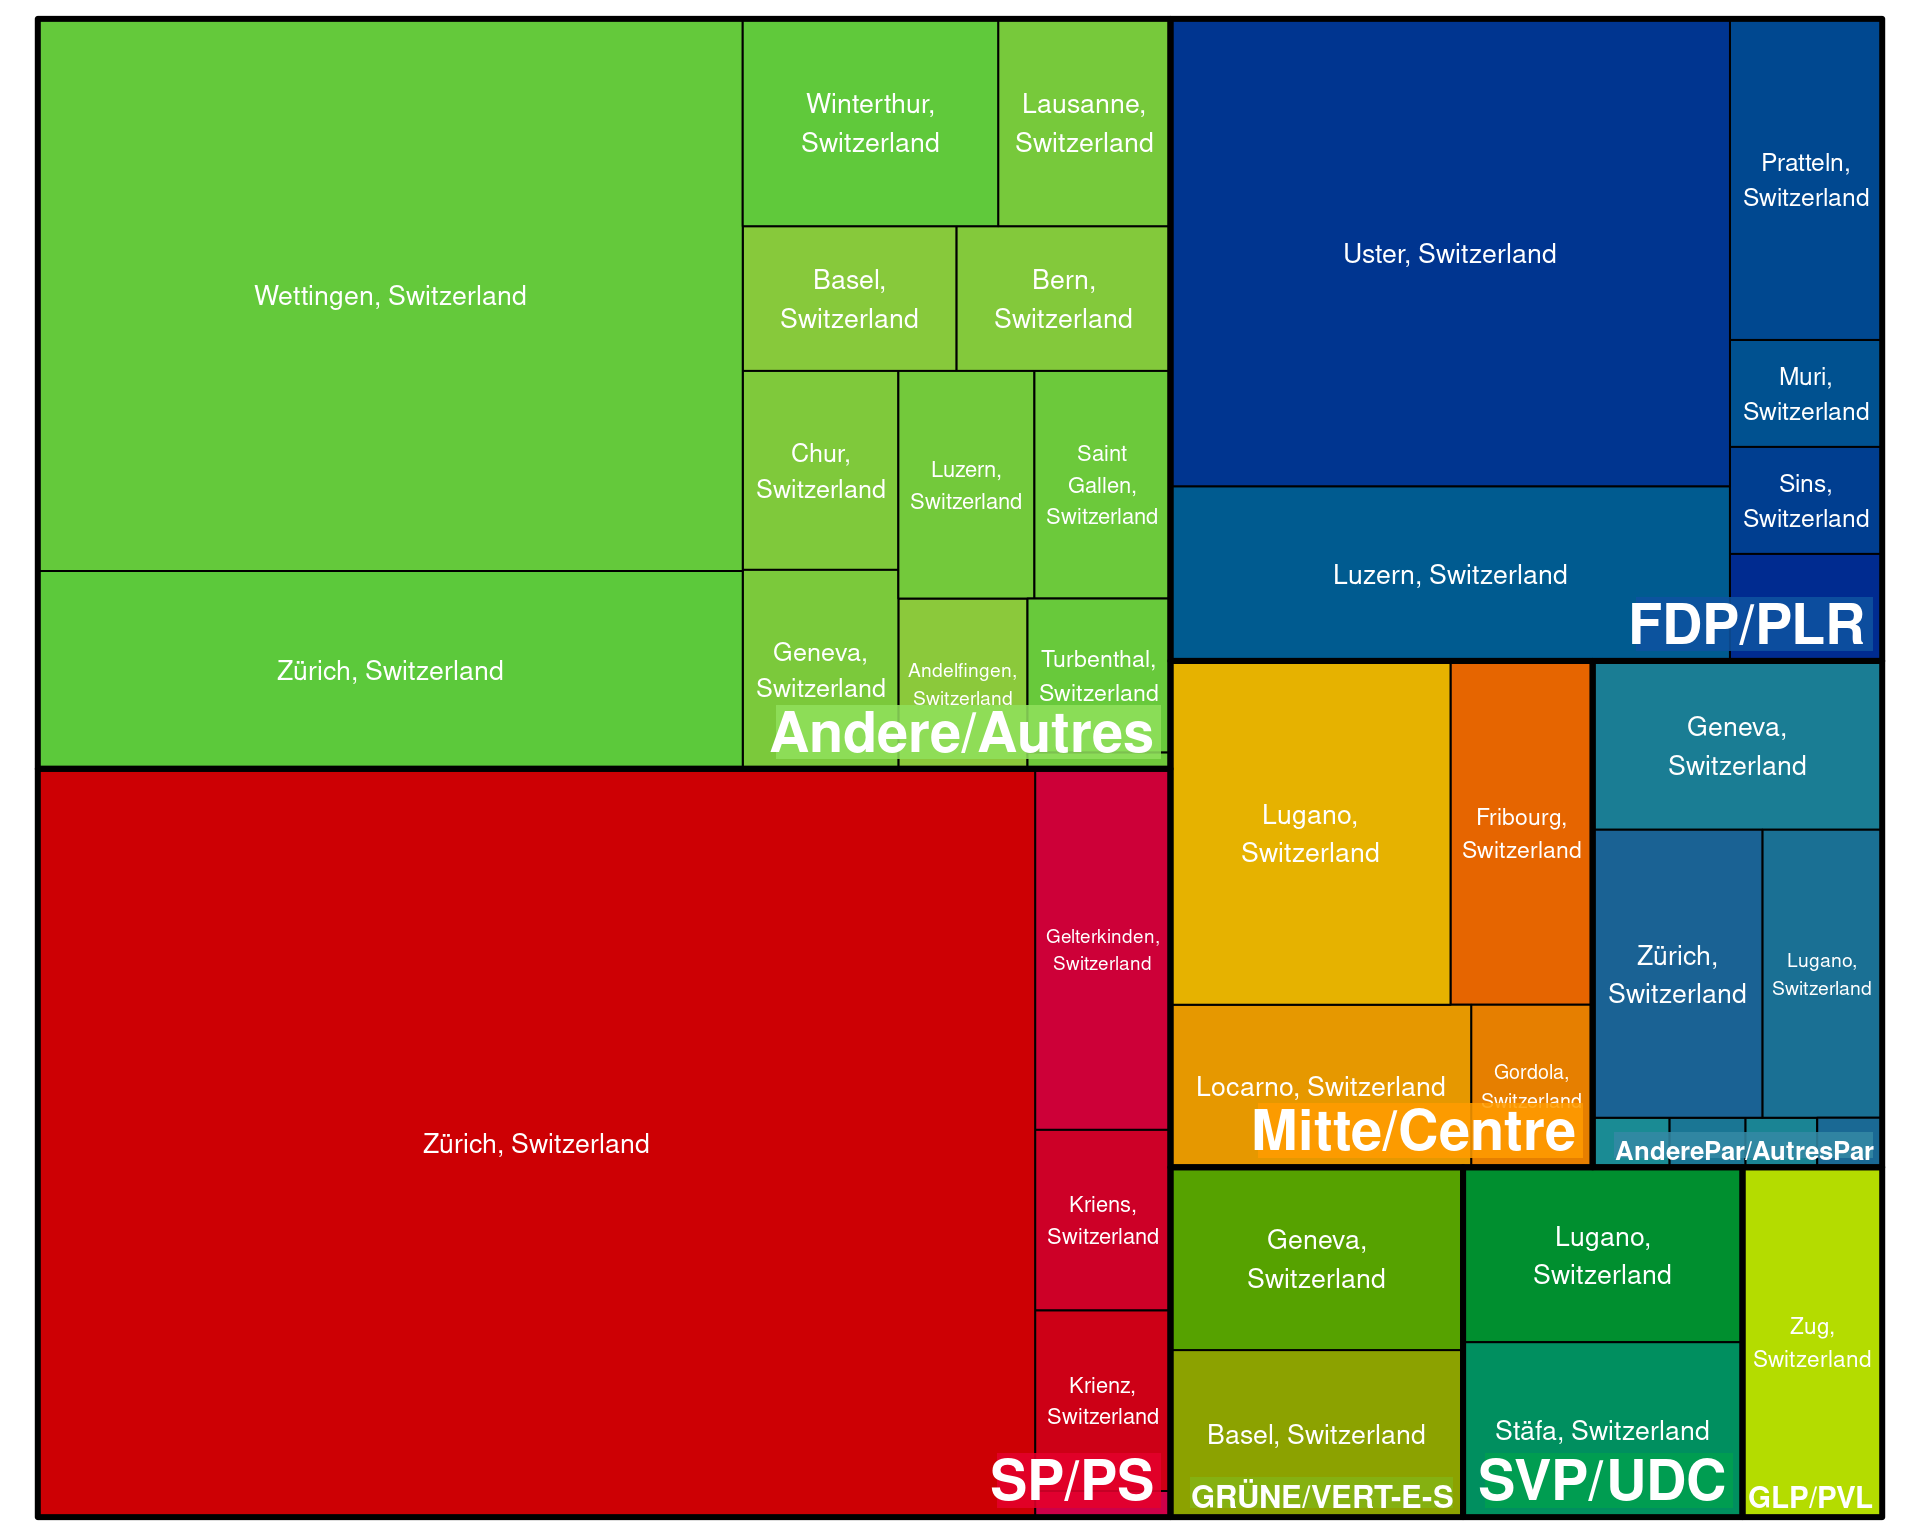 Wettingen, Switzerland
Zürich, Switzerland
Winterthur,
Switzerland
Lausanne,
Switzerland
Basel,
Switzerland
Bern,
Switzerland
Chur,
Switzerland
Luzern,
Switzerland
Saint
Gallen,
Switzerland
Geneva,
Switzerland
Andelfingen,
Switzerland
Turbenthal,
Switzerland
Andere/Autres
Uster, Switzerland
Luzern, Switzerland
Pratteln,
Switzerland
Muri,
Switzerland
Sins,
Switzerland
FDP/PLR
Zürich, Switzerland
Gelterkinden,
Switzerland
Kriens,
Switzerland
Krienz,
Switzerland
SP/PS
Lugano,
Switzerland
Fribourg,
Switzerland
Locarno, Switzerland
Gordola,
Switzerland
Mitte/Centre
Geneva,
Switzerland
Zürich,
Switzerland
Lugano,
Switzerland
AnderePar/AutresPar
Geneva,
Switzerland
Basel, Switzerland
GRÜNE/VERT-E-S
Lugano,
Switzerland
Stäfa, Switzerland
SVP/UDC
Zug,
Switzerland
GLP/PVL